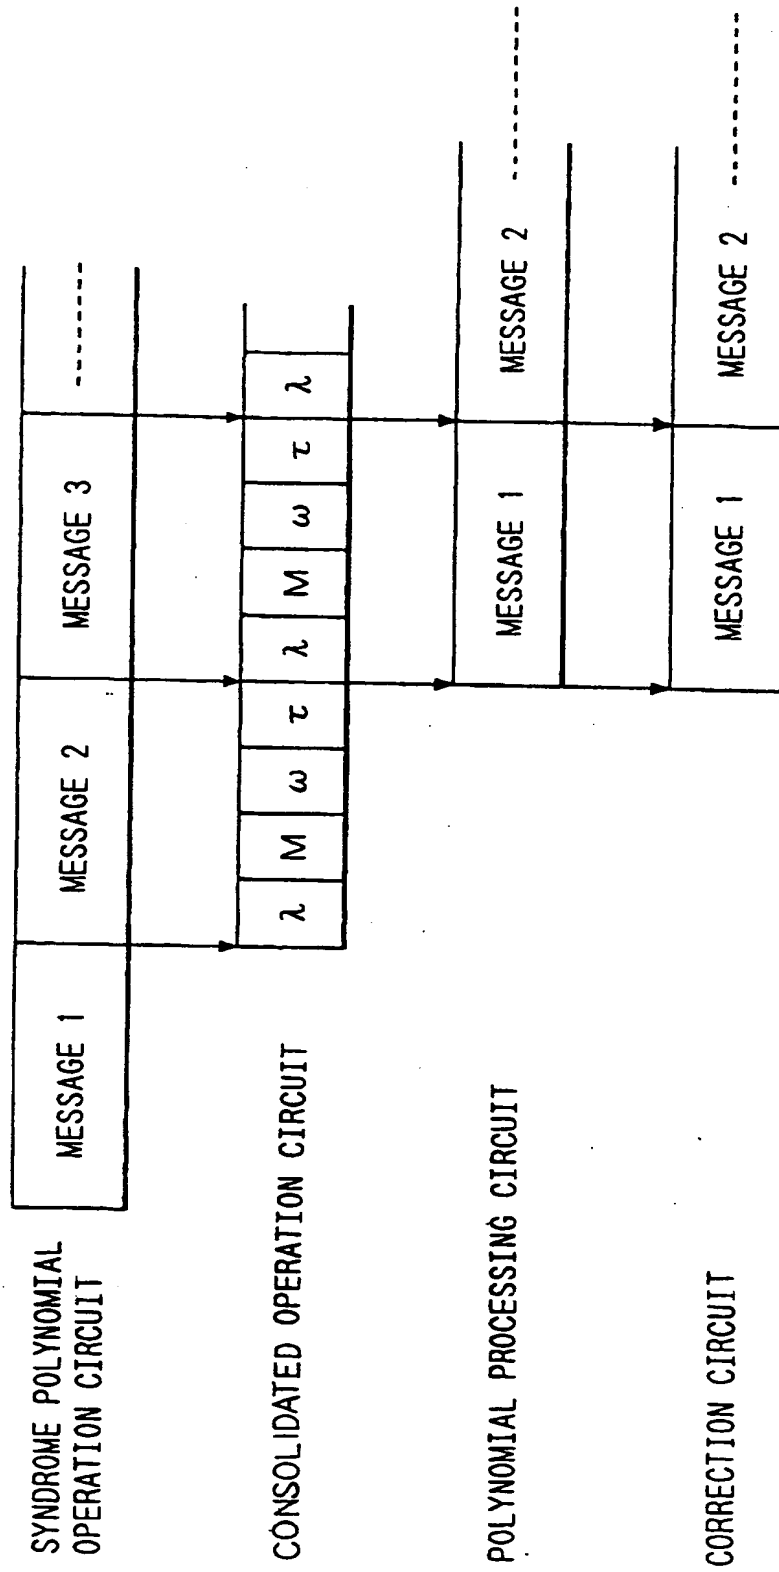 SYNDROME POLYNOMIAL
OPERATION CIRCUIT
MESSAGE 1
MESSAGE 2
MESSAGE 3
CONSOLIDATED OPERATION CIRCUIT
λ M ω τ λ M ω τ λ
POLYNOMIAL PROCESSING CIRCUIT
MESSAGE 1
MESSAGE 2
CORRECTION CIRCUIT
MESSAGE 1
MESSAGE 2